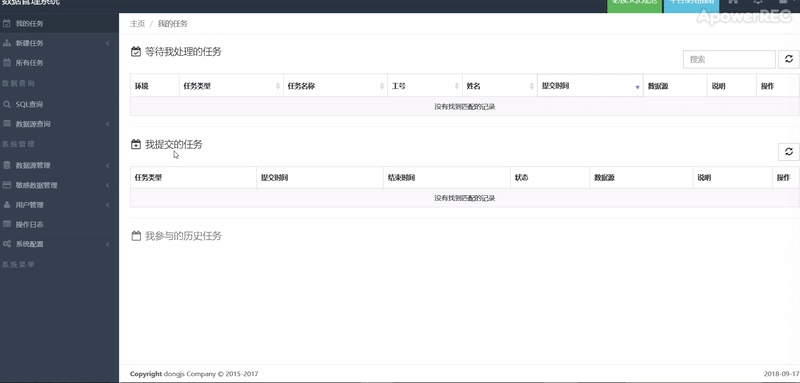 数据管理系统
ApowerREC
我的任务
新建任务
所有任务
数据查询
SQL查询
数据源查询
系统管理
数据源管理
敏感数据管理
用户管理
操作日志
系统配置
系统菜单
主页 / 我的任务
等待我处理的任务
搜索
环境 任务类型 任务名称 工号 姓名 提交时间 数据源 说明 操作
没有找到匹配的记录
我提交的任务
任务类型 提交时间 结束时间 状态 数据源 说明 操作
没有找到匹配的记录
我参与的历史任务
Copyright dongjs Company © 2015-2017
2018-09-17